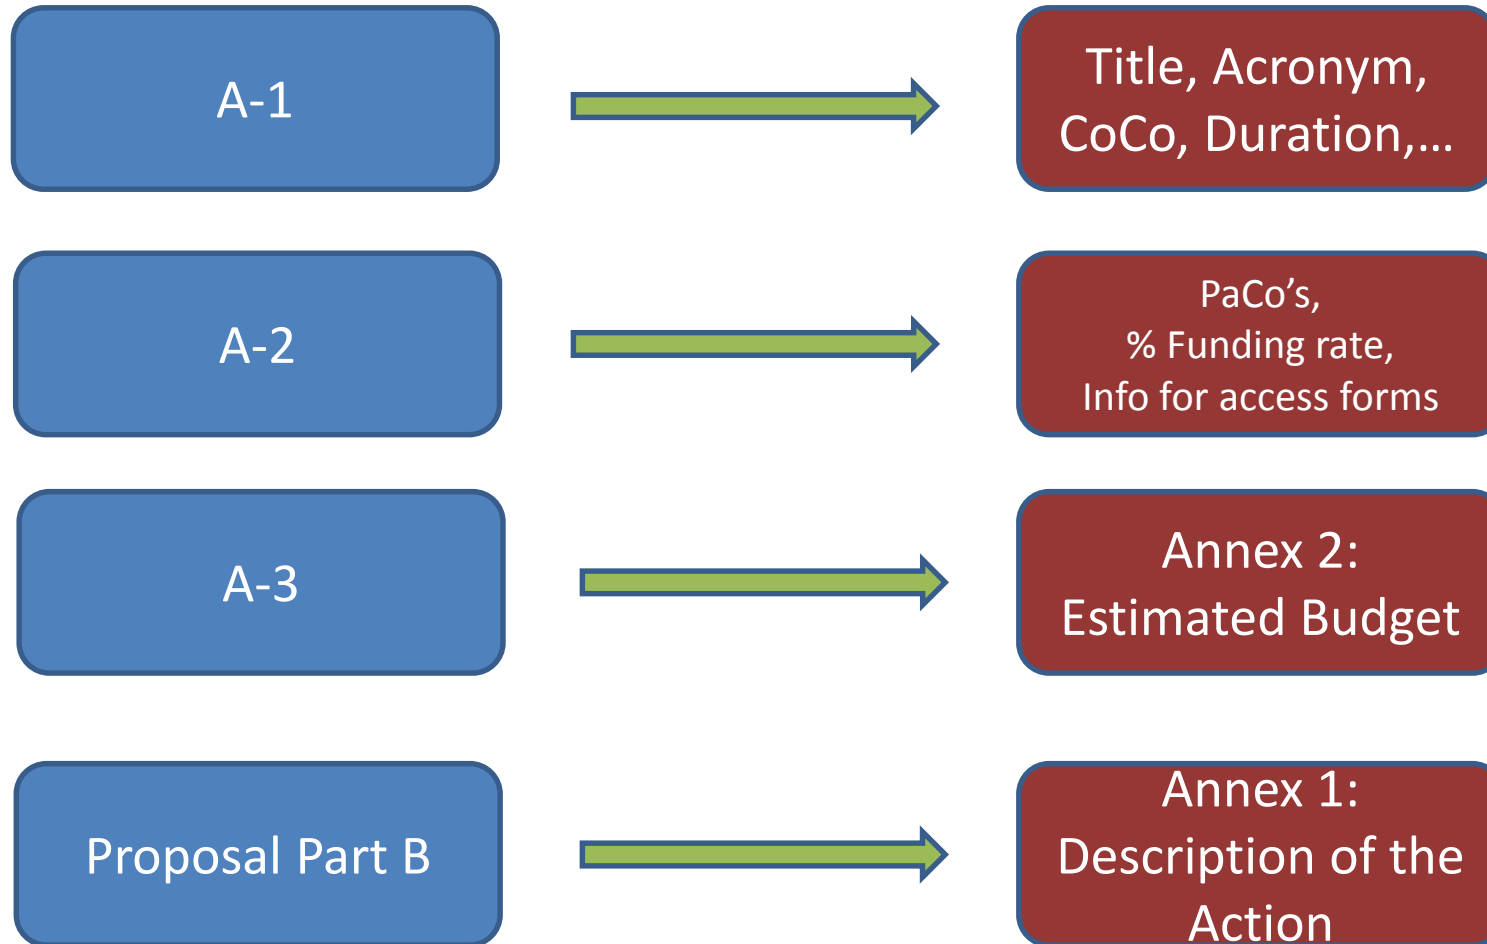 A-1
Title, Acronym,
CoCo, Duration,...
A-2
PaCo’s,
% Funding rate,
Info for access forms
A-3
Annex 2:
Estimated Budget
Proposal Part B
Annex 1:
Description of the
Action